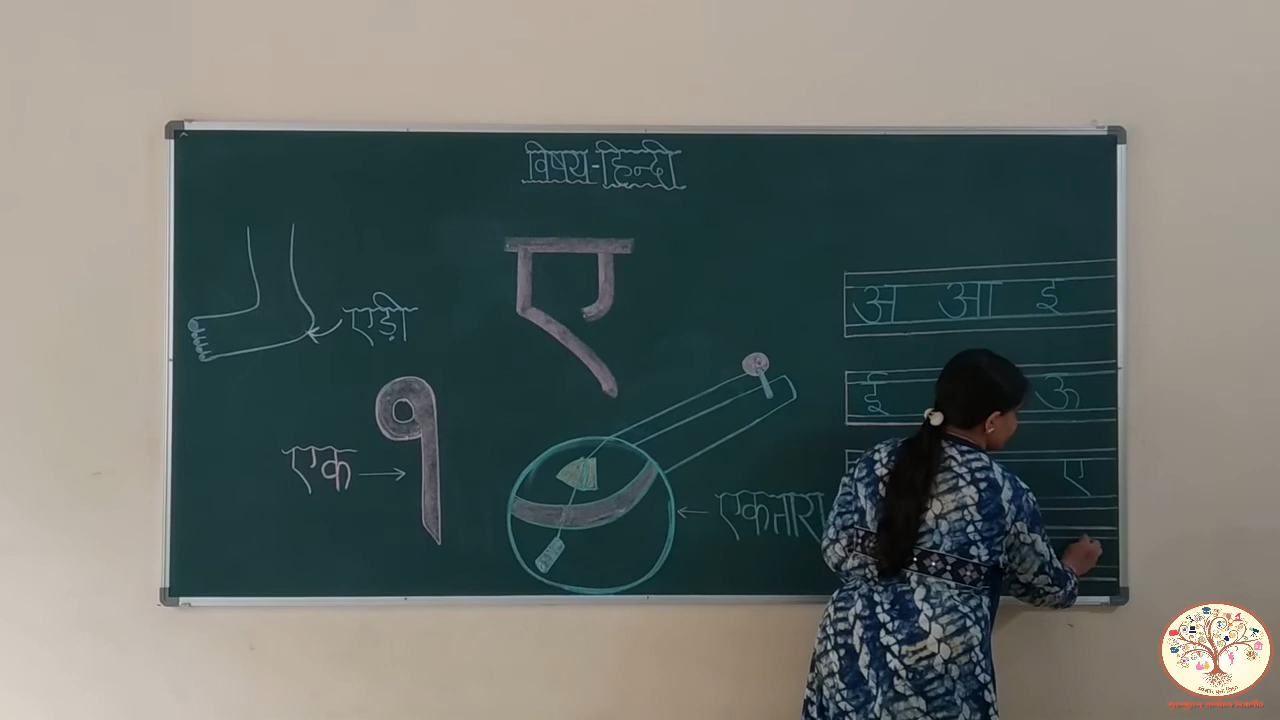 विषय-हिन्दी
ए
एड़ी
१
एक
एकतारा
अ आ इ
ई ऊ
ए